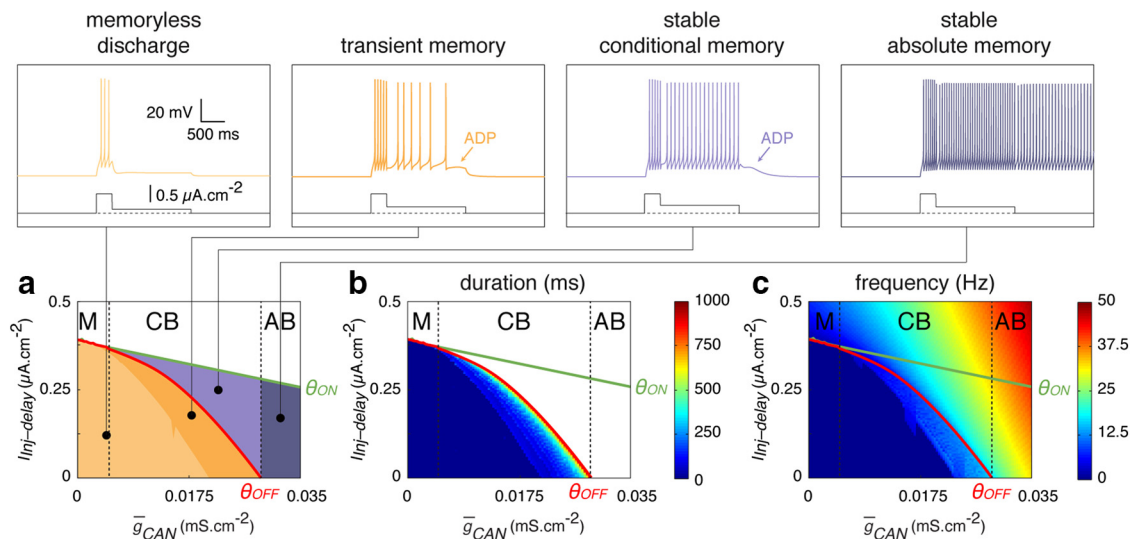 memoryless
discharge
transient memory
stable
conditional memory
stable
absolute memory
20 mV
500 ms
0.5 µA.cm-2
ADP
ADP
a
M
CB
AB
0.5
0.25
0
IInj–delay (µA.cm-2)
θON
θOFF
0
0.0175
0.035
gCAN (mS.cm-2)
b
duration (ms)
CB
AB
0.5
0.25
0
IInj–delay (µA.cm-2)
θON
θOFF
0
0.0175
0.035
gCAN (mS.cm-2)
1000
750
500
250
0
M
c
frequency (Hz)
M
CB
AB
0.5
0.25
0
IInj–delay (µA.cm-2)
θON
θOFF
0
0.0175
0.035
gCAN (mS.cm-2)
50
37.5
25
12.5
0